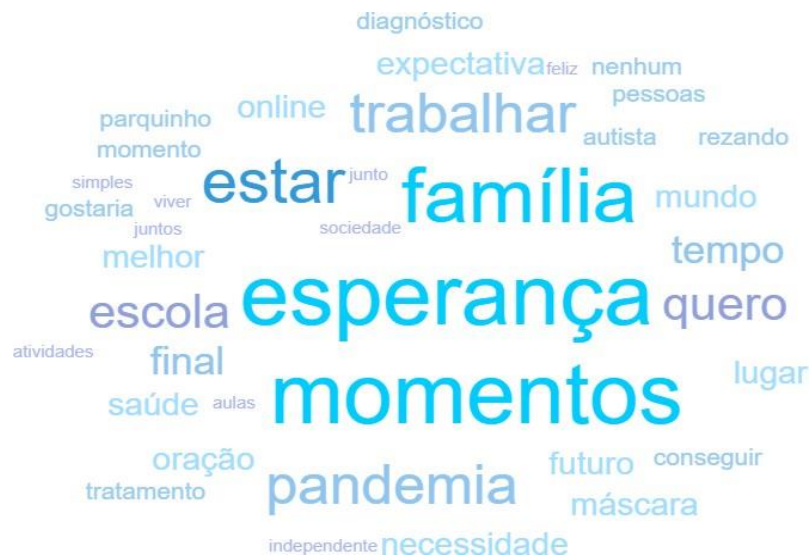 diagnóstico
expectativa feliz nenhum
pessoas
online trabalhar
parquinho autista rezando
momento
simples estar junto família mundo
gostaria viver
juntos sociedade
melhor tempo
escola esperança quero
atividades final lugar
saúde aulas momentos
oração pandemia futuro conseguir
tratamento máscara
independente necessidade